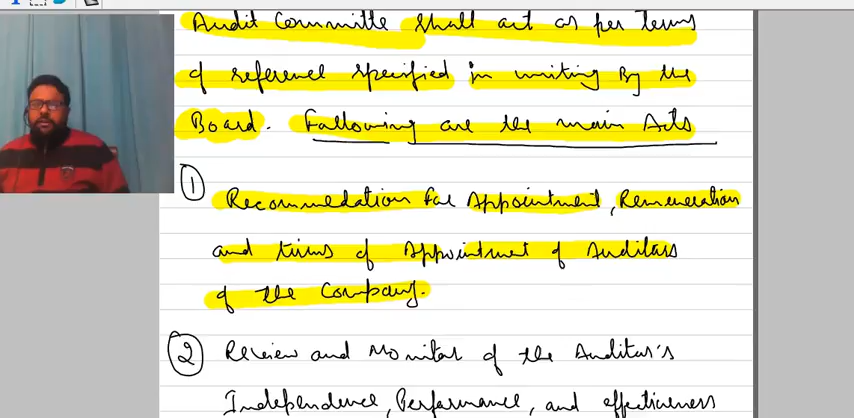 Audit Committe shall act as per terms
of reference specified in writing By the
Board. Following are the main Acts
1 Recommedation for Appointment, Remuneration
and terms of Appointment of Auditors
of the Company.
2 Review and Monitor of the Auditor's
Independence, Performance, and effectiveness